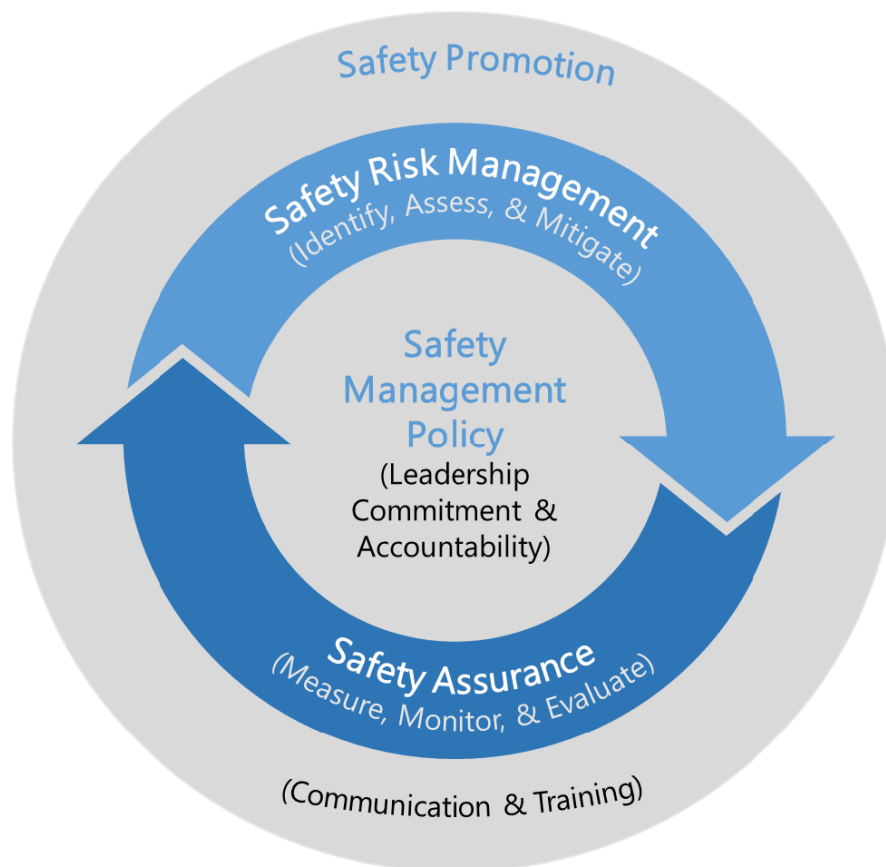 Safety Promotion
Safety Risk Management
(Identify, Assess, & Mitigate)
Safety
Management
Policy
(Leadership
Commitment &
Accountability)
Safety Assurance
(Measure, Monitor, & Evaluate)
(Communication & Training)